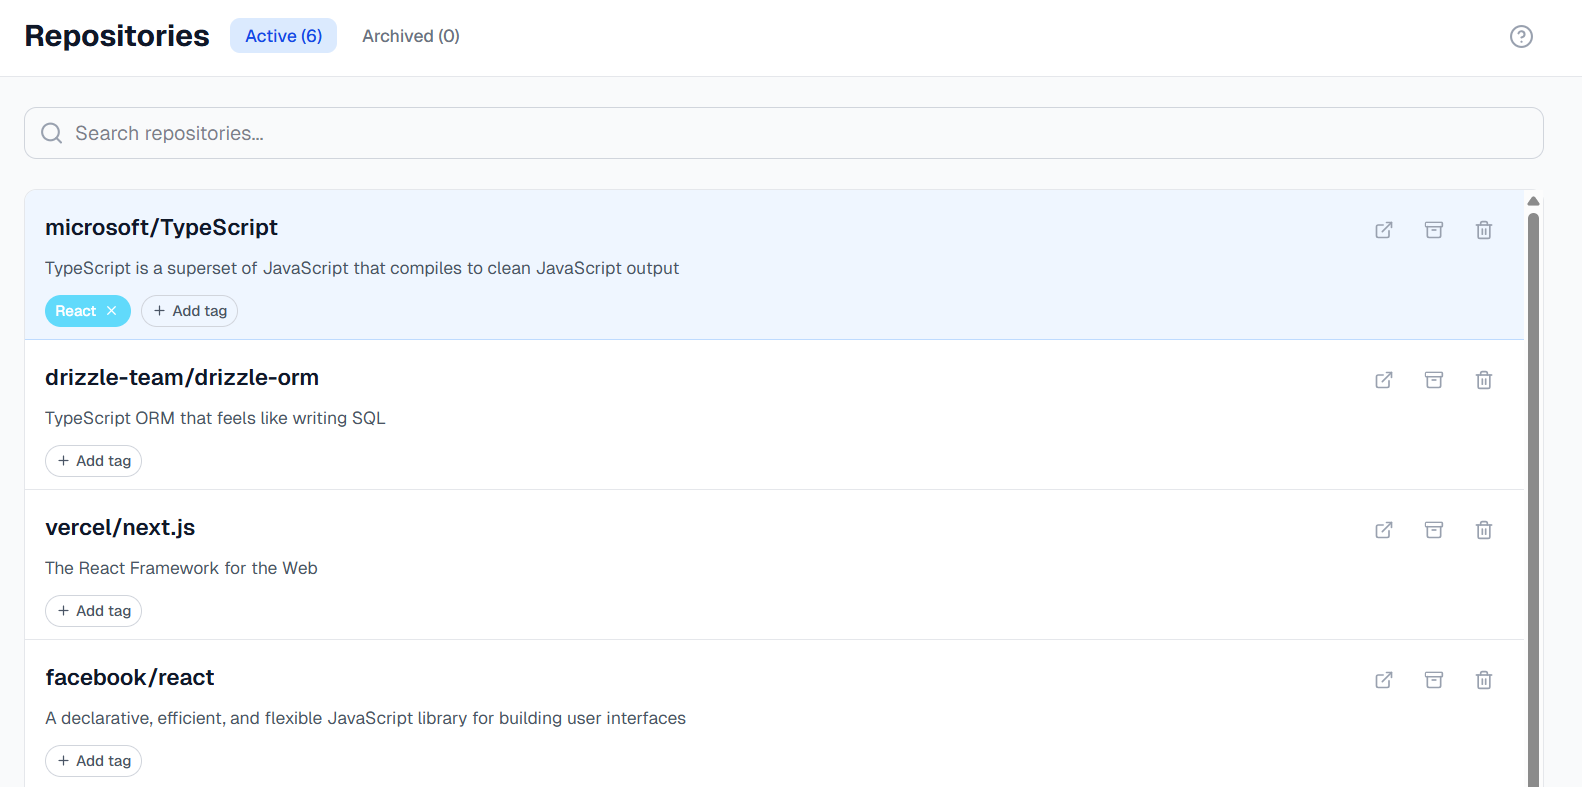 Repositories Active (6) Archived (0)
Search repositories...
microsoft/TypeScript
TypeScript is a superset of JavaScript that compiles to clean JavaScript output
React × + Add tag
drizzle-team/drizzle-orm
TypeScript ORM that feels like writing SQL
+ Add tag
vercel/next.js
The React Framework for the Web
+ Add tag
facebook/react
A declarative, efficient, and flexible JavaScript library for building user interfaces
+ Add tag